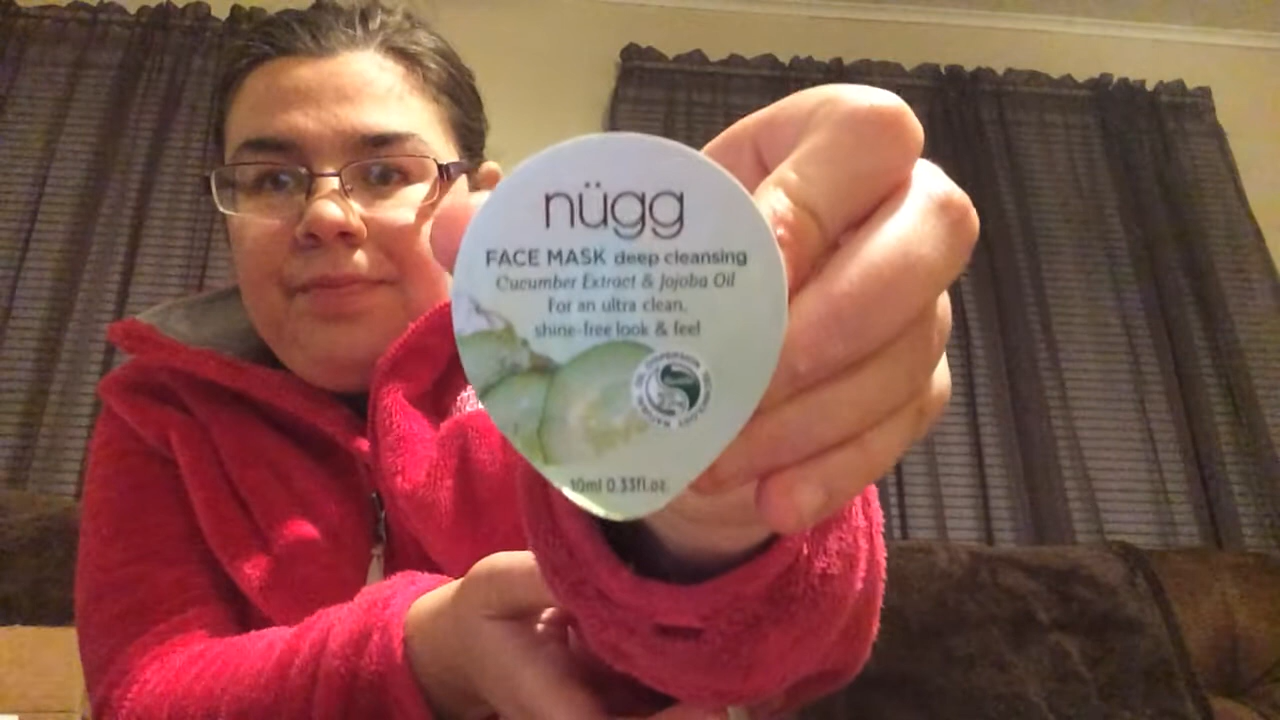 nügg
FACE MASK deep cleansing
Cucumber Extract & Jojoba Oil
For an ultra clean,
shine-free look & feel
10ml 0.33fl.oz.